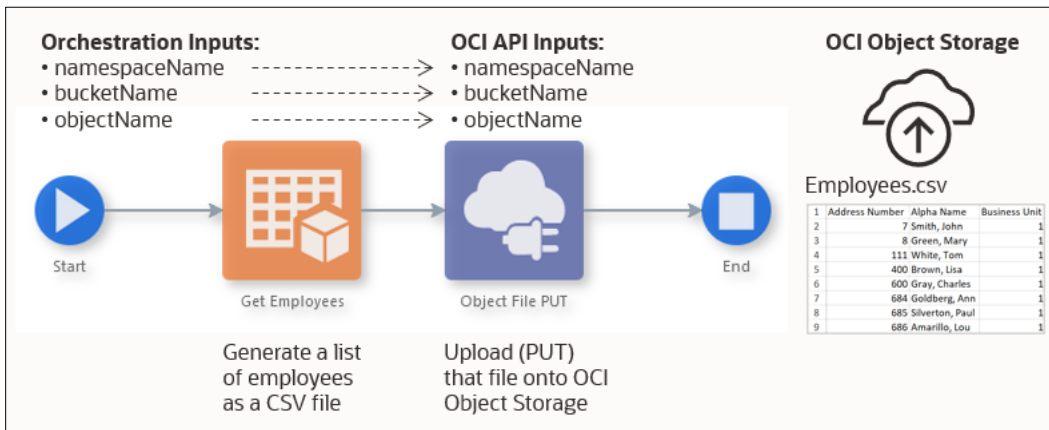 Orchestration Inputs:
• namespaceName
• bucketName
• objectName
OCI API Inputs:
• namespaceName
• bucketName
• objectName
OCI Object Storage
Start
Get Employees
Object File PUT
End
Generate a list
of employees
as a CSV file
Upload (PUT)
that file onto OCI
Object Storage
Employees.csv
1 Address Number Alpha Name Business Unit
2 7 Smith, John 1
3 8 Green, Mary 1
4 111 White, Tom 1
5 400 Brown, Lisa 1
6 600 Gray, Charles 1
7 684 Goldberg, Ann 1
8 685 Silverton, Paul 1
9 686 Amarillo, Lou 1